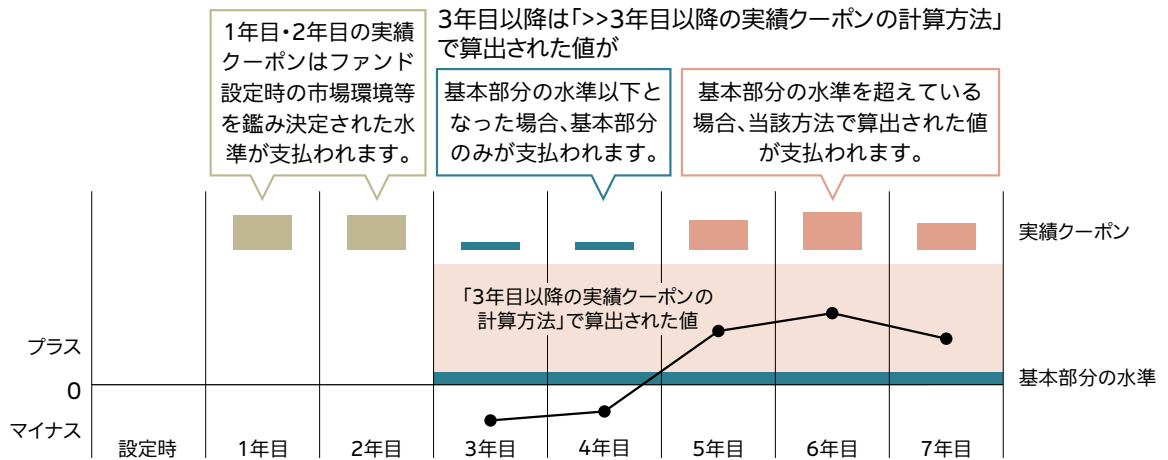 1年目・2年目の実績
クーポンはファンド
設定時の市場環境等
を鑑み決定された水
準が支払われます。
3年目以降は「>>3年目以降の実績クーポンの計算方法」
で算出された値が
基本部分の水準以下と
なった場合、基本部分
のみが支払われます。
基本部分の水準を超えている
場合、当該方法で算出された値
が支払われます。
実績クーポン
「3年目以降の実績クーポンの
計算方法」で算出された値
プラス
0
マイナス
基本部分の水準
設定時
1年目
2年目
3年目
4年目
5年目
6年目
7年目